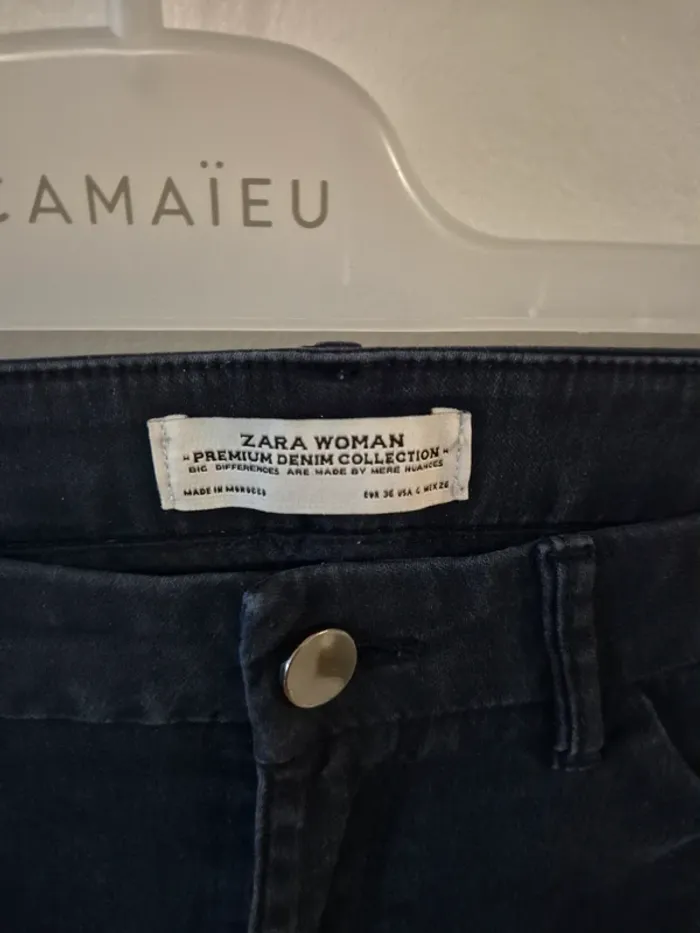 CAMAÏEU
ZARA WOMAN
"PREMIUM DENIM COLLECTION"
BIG DIFFERENCES ARE MADE BY MERE NUANCES
MADE IN MOROCCO EUR 36 USA 4 MEX 26